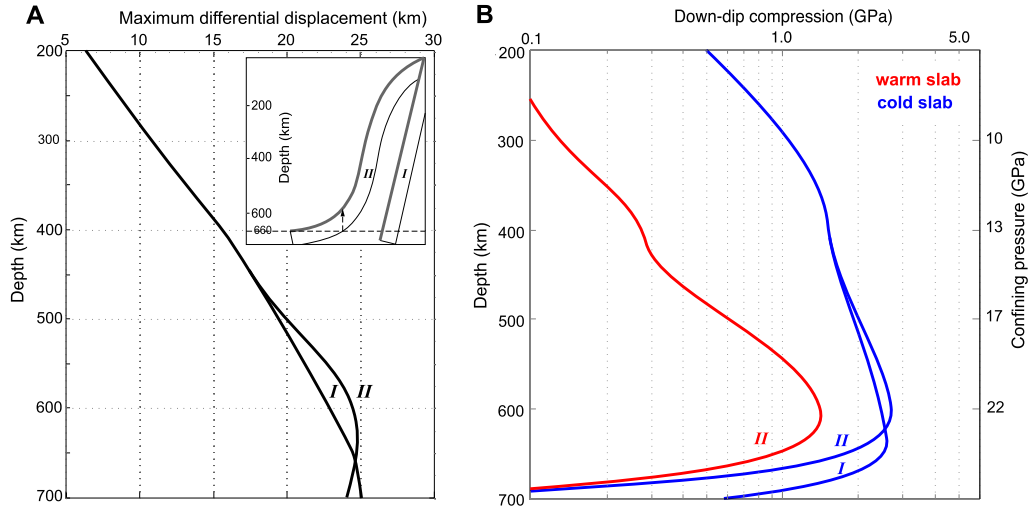 A
Maximum differential displacement (km)
5 10 15 20 25 30
200
300
400
500
600
700
Depth (km)
200
400
600
660
Depth (km)
II
I
I II
B
Down-dip compression (GPa)
0.1 1.0 5.0
200
300
400
500
600
700
Depth (km)
warm slab
cold slab
10
13
17
22
Confining pressure (GPa)
II
II
I